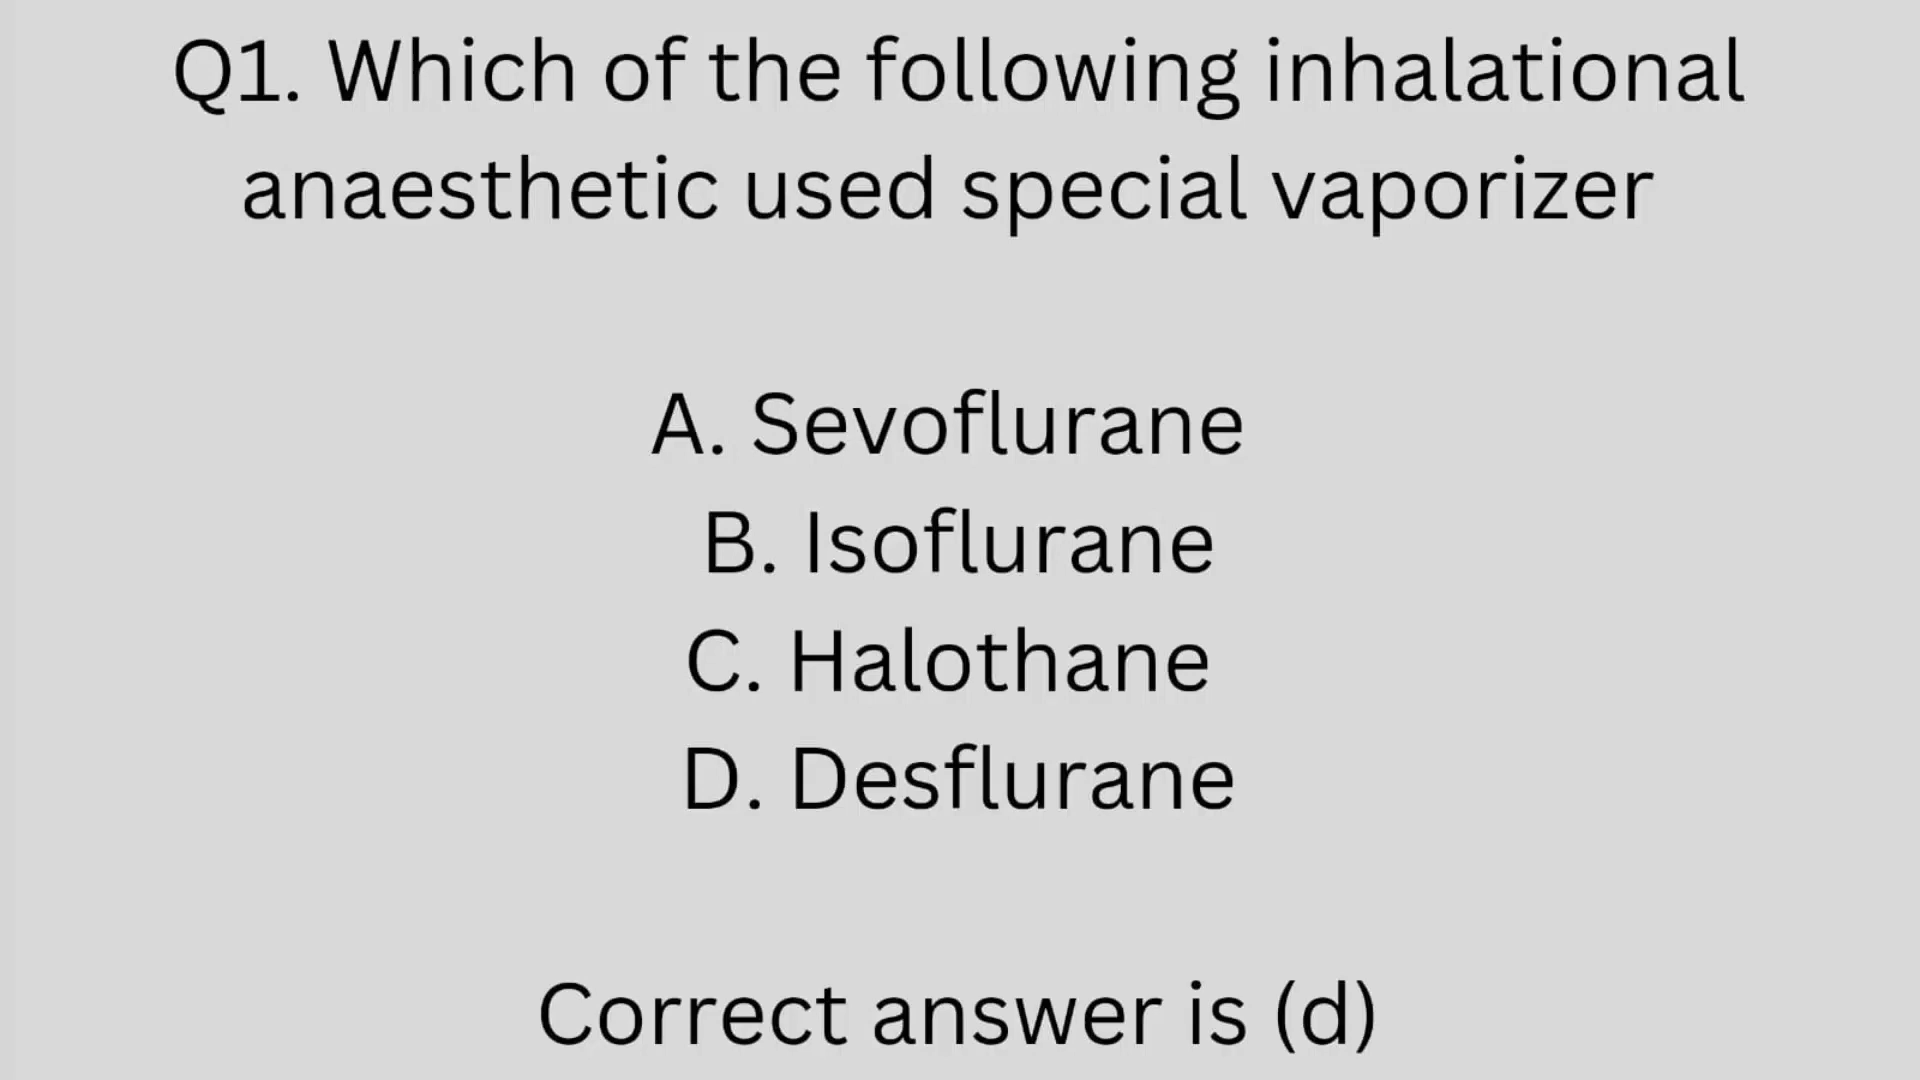 Q1. Which of the following inhalational
anaesthetic used special vaporizer
A. Sevoflurane
B. Isoflurane
C. Halothane
D. Desflurane
Correct answer is (d)